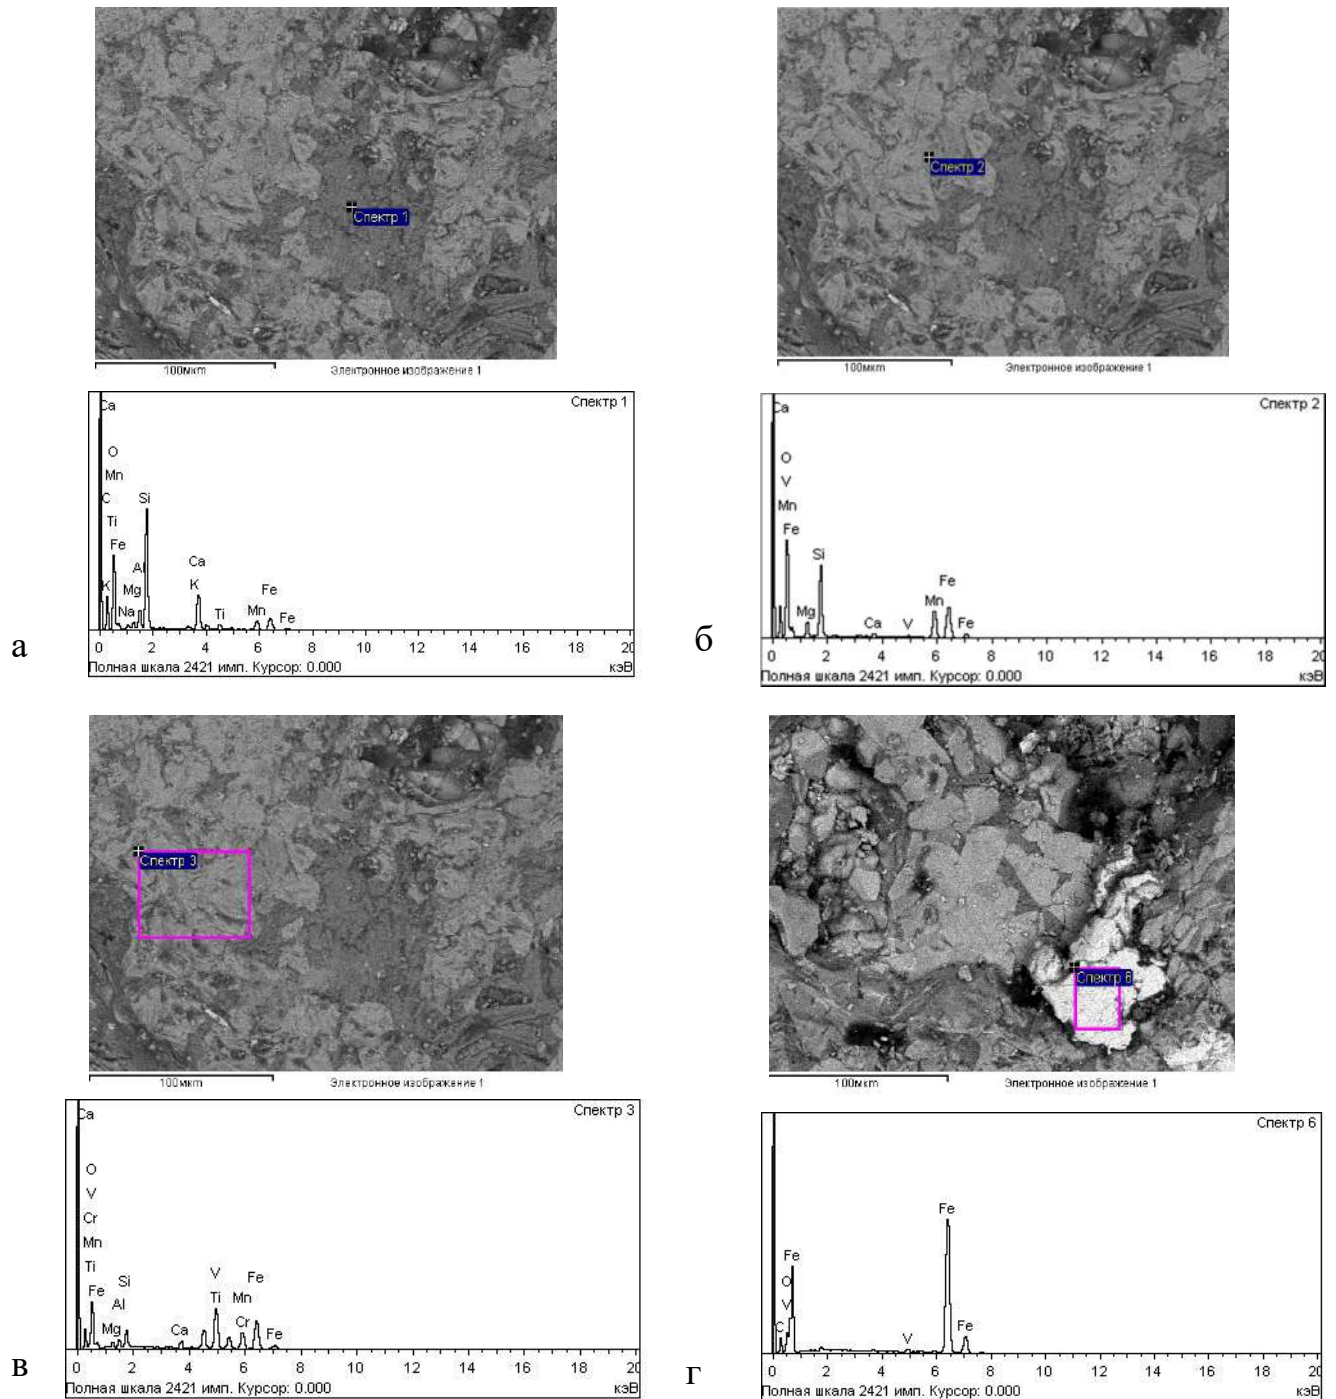 Спектр 1
100мкm Электронное изображение 1
Спектр 1
Ca
O
Mn
C Si
Ti
Fe Ca
Al Fe
K Mg K
Na Ti Mn Fe
0 2 4 6 8 10 12 14 16 18 20
Полная шкала 2421 имп. Курсор: 0.000 кэВ
а
Спектр 2
100мкm Электронное изображение 1
Спектр 2
Ca
O
V
Mn
Fe
Si Fe
Mg Mn
Ca V Fe
0 2 4 6 8 10 12 14 16 18 20
Полная шкала 2421 имп. Курсор: 0.000 кэВ
б
Спектр 3
100мкm Электронное изображение 1
Спектр 3
Ca
O
V
Cr
Mn
Ti V
Si Fe
Fe Ti Mn
Al
Mg Ca Cr
Fe
0 2 4 6 8 10 12 14 16 18 20
Полная шкала 2421 имп. Курсор: 0.000 кэВ
в
Спектр 6
100мкm Электронное изображение 1
Спектр 6
Fe
Fe
O
V
C Fe
V
0 2 4 6 8 10 12 14 16 18 20
Полная шкала 2421 имп. Курсор: 0.000 кэВ
г